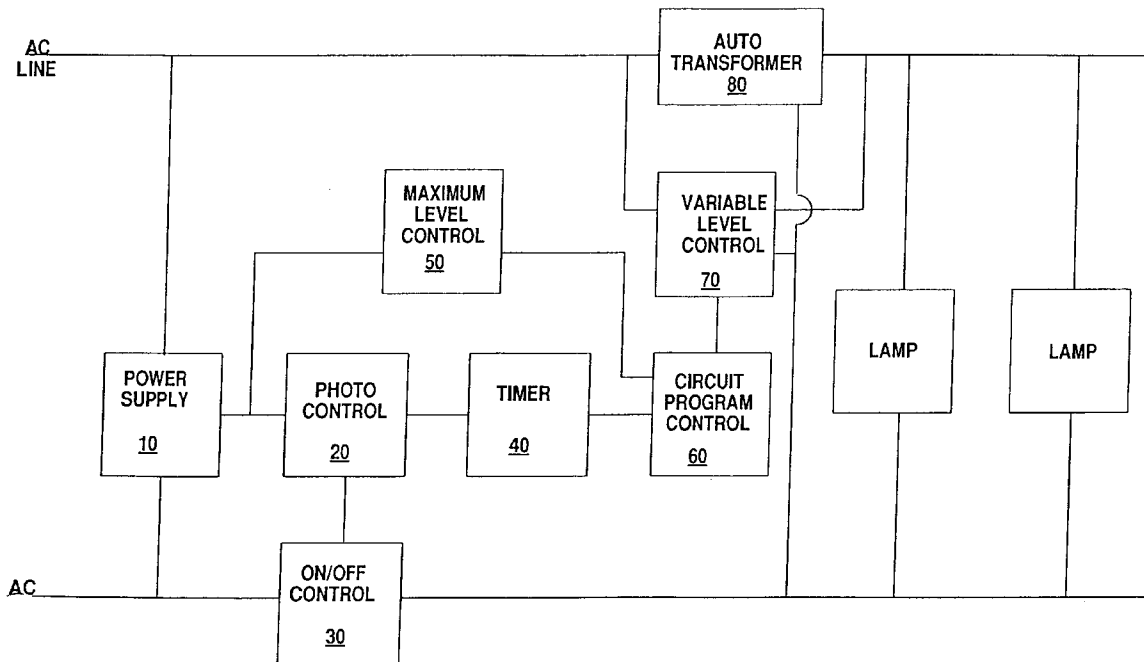 AC
LINE
AUTO
TRANSFORMER
80
MAXIMUM
LEVEL
CONTROL
50
VARIABLE
LEVEL
CONTROL
70
POWER
SUPPLY
10
PHOTO
CONTROL
20
TIMER
40
CIRCUIT
PROGRAM
CONTROL
60
LAMP
LAMP
AC
ON/OFF
CONTROL
30